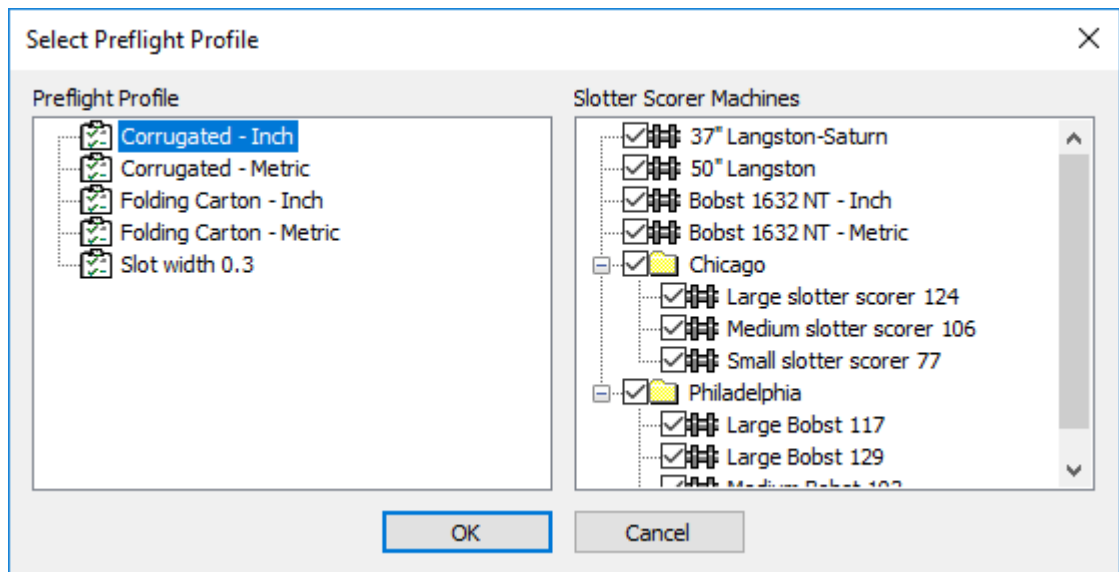 Select Preflight Profile
Preflight Profile
Corrugated - Inch
Corrugated - Metric
Folding Carton - Inch
Folding Carton - Metric
Slot width 0.3
Slotter Scorer Machines
37" Langston-Saturn
50" Langston
Bobst 1632 NT - Inch
Bobst 1632 NT - Metric
Chicago
Large slotter scorer 124
Medium slotter scorer 106
Small slotter scorer 77
Philadelphia
Large Bobst 117
Large Bobst 129
Medium Bobst
OK
Cancel